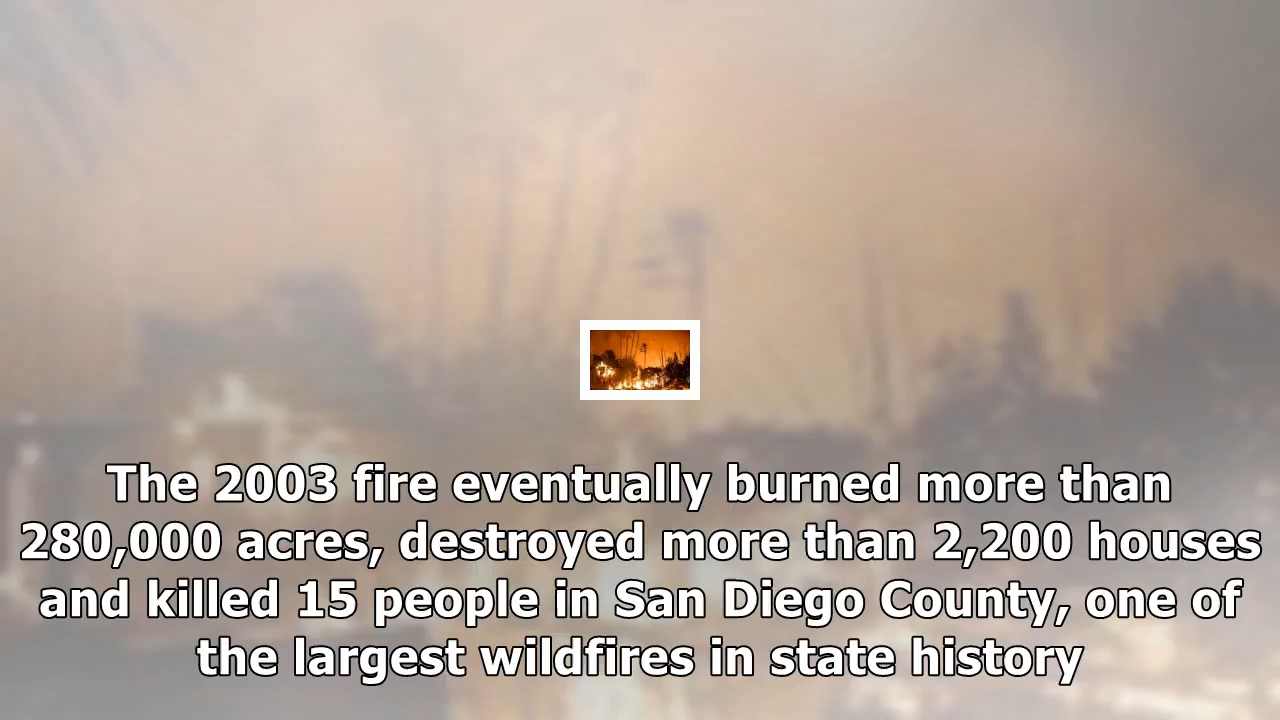 The 2003 fire eventually burned more than
280,000 acres, destroyed more than 2,200 houses
and killed 15 people in San Diego County, one of
the largest wildfires in state history